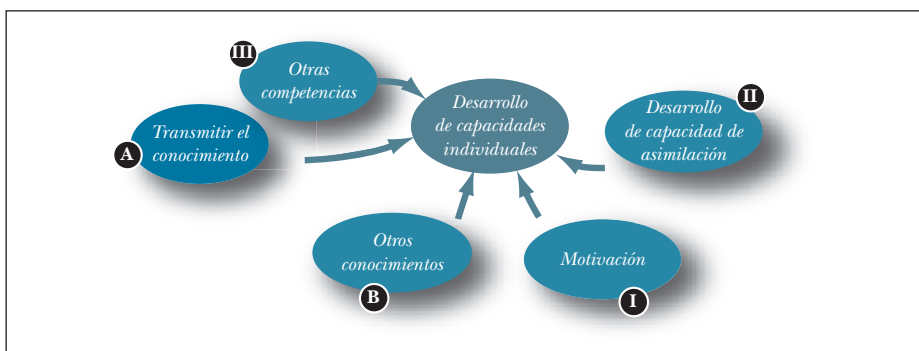 III
Otras
competencias
Desarrollo
de capacidades
individuales
II
Desarrollo
de capacidad de
asimilación
A
Transmitir el
conocimiento
Otros
conocimientos
B
Motivación
I